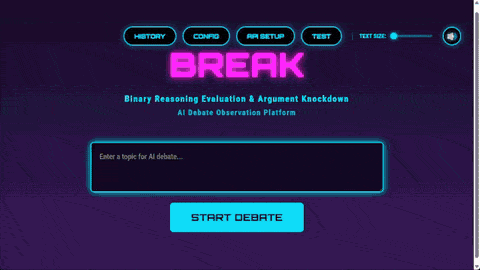 HISTORY CONFIG API SETUP TEST TEXT SIZE:
BREAK
Binary Reasoning Evaluation & Argument Knockdown
AI Debate Observation Platform
Enter a topic for AI debate...
START DEBATE